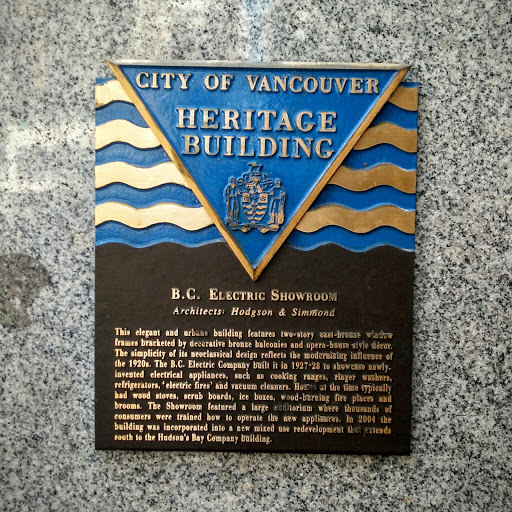 CITY OF VANCOUVER
HERITAGE
BUILDING
B.C. ELECTRIC SHOWROOM
Architects: Hodgson & Simmond
This elegant and urbane building features two-story cast-bronze window
frames bracketed by decorative bronze balconies and opera-house style décor.
The simplicity of its neoclassical design reflects the modernizing influence of
the 1920s. The B.C. Electric Company built it in 1927-28 to showcase newly-
invented electrical appliances, such as cooking ranges, ringer washers,
refrigerators, 'electric fires' and vacuum cleaners. Homes at the time typically
had wood stoves, scrub boards, ice boxes, wood-burning fire places and
brooms. The Showroom featured a large auditorium where thousands of
consumers were trained how to operate the new appliances. In 2004 the
building was incorporated into a new mixed use redevelopment that extends
south to the Hudson's Bay Company building.